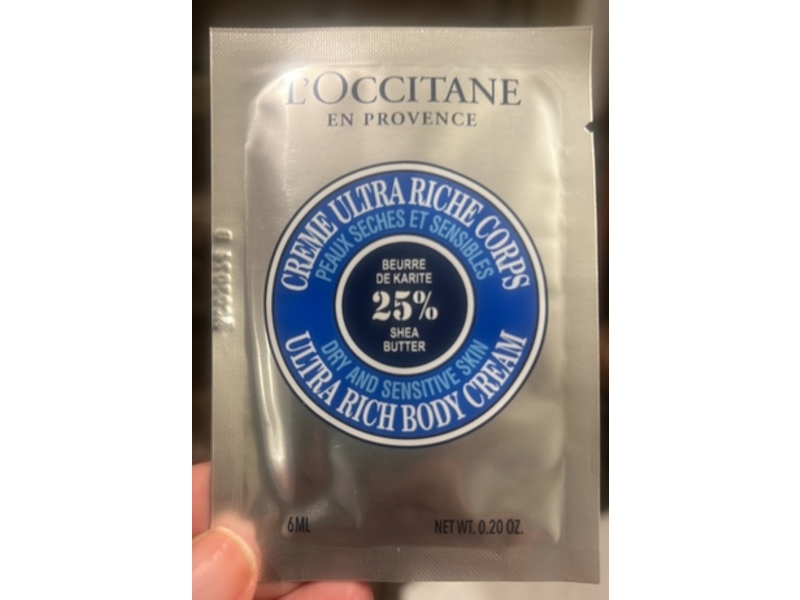 L'OCCITANE
EN PROVENCE
CREME ULTRA RICHE CORPS
PEAUX SECHES ET SENSIBLES
BEURRE
DE KARITE
25%
SHEA
BUTTER
DRY AND SENSITIVE SKIN
ULTRA RICH BODY CREAM
6ML
NET WT. 0.20 OZ.